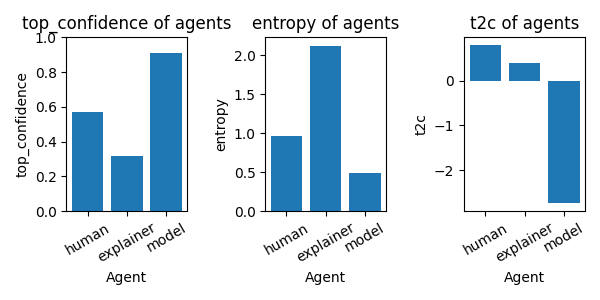 top_confidence of agents
entropy of agents
t2c of agents
top_confidence
1.0
0.8
0.6
0.4
0.2
0.0
human
explainer
model
Agent
entropy
2.0
1.5
1.0
0.5
0.0
human
explainer
model
Agent
t2c
0
−1
−2
human
explainer
model
Agent